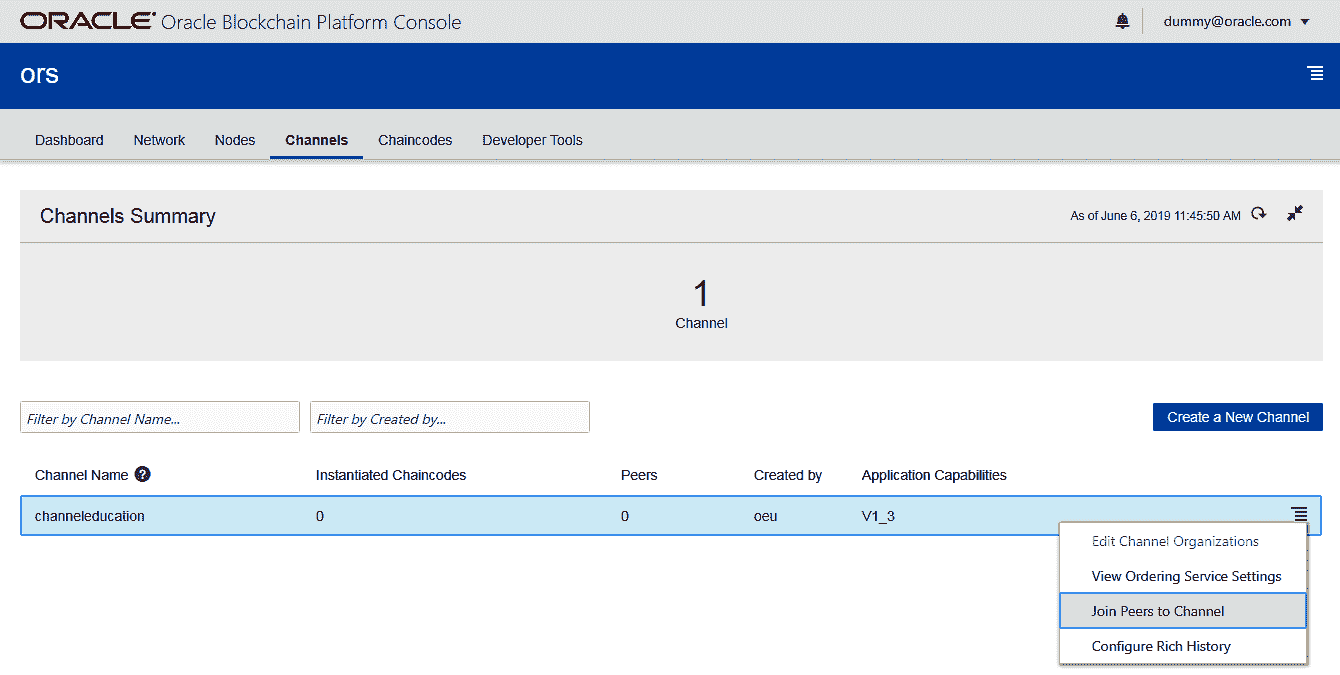 ORACLE Oracle Blockchain Platform Console
dummy@oracle.com
ors
Dashboard Network Nodes Channels Chaincodes Developer Tools
Channels Summary
As of June 6, 2019 11:45:50 AM
1
Channel
Filter by Channel Name...
Filter by Created by...
Create a New Channel
Channel Name ? Instantiated Chaincodes Peers Created by Application Capabilities
channeleducation 0 0 oeu V1_3
Edit Channel Organizations
View Ordering Service Settings
Join Peers to Channel
Configure Rich History